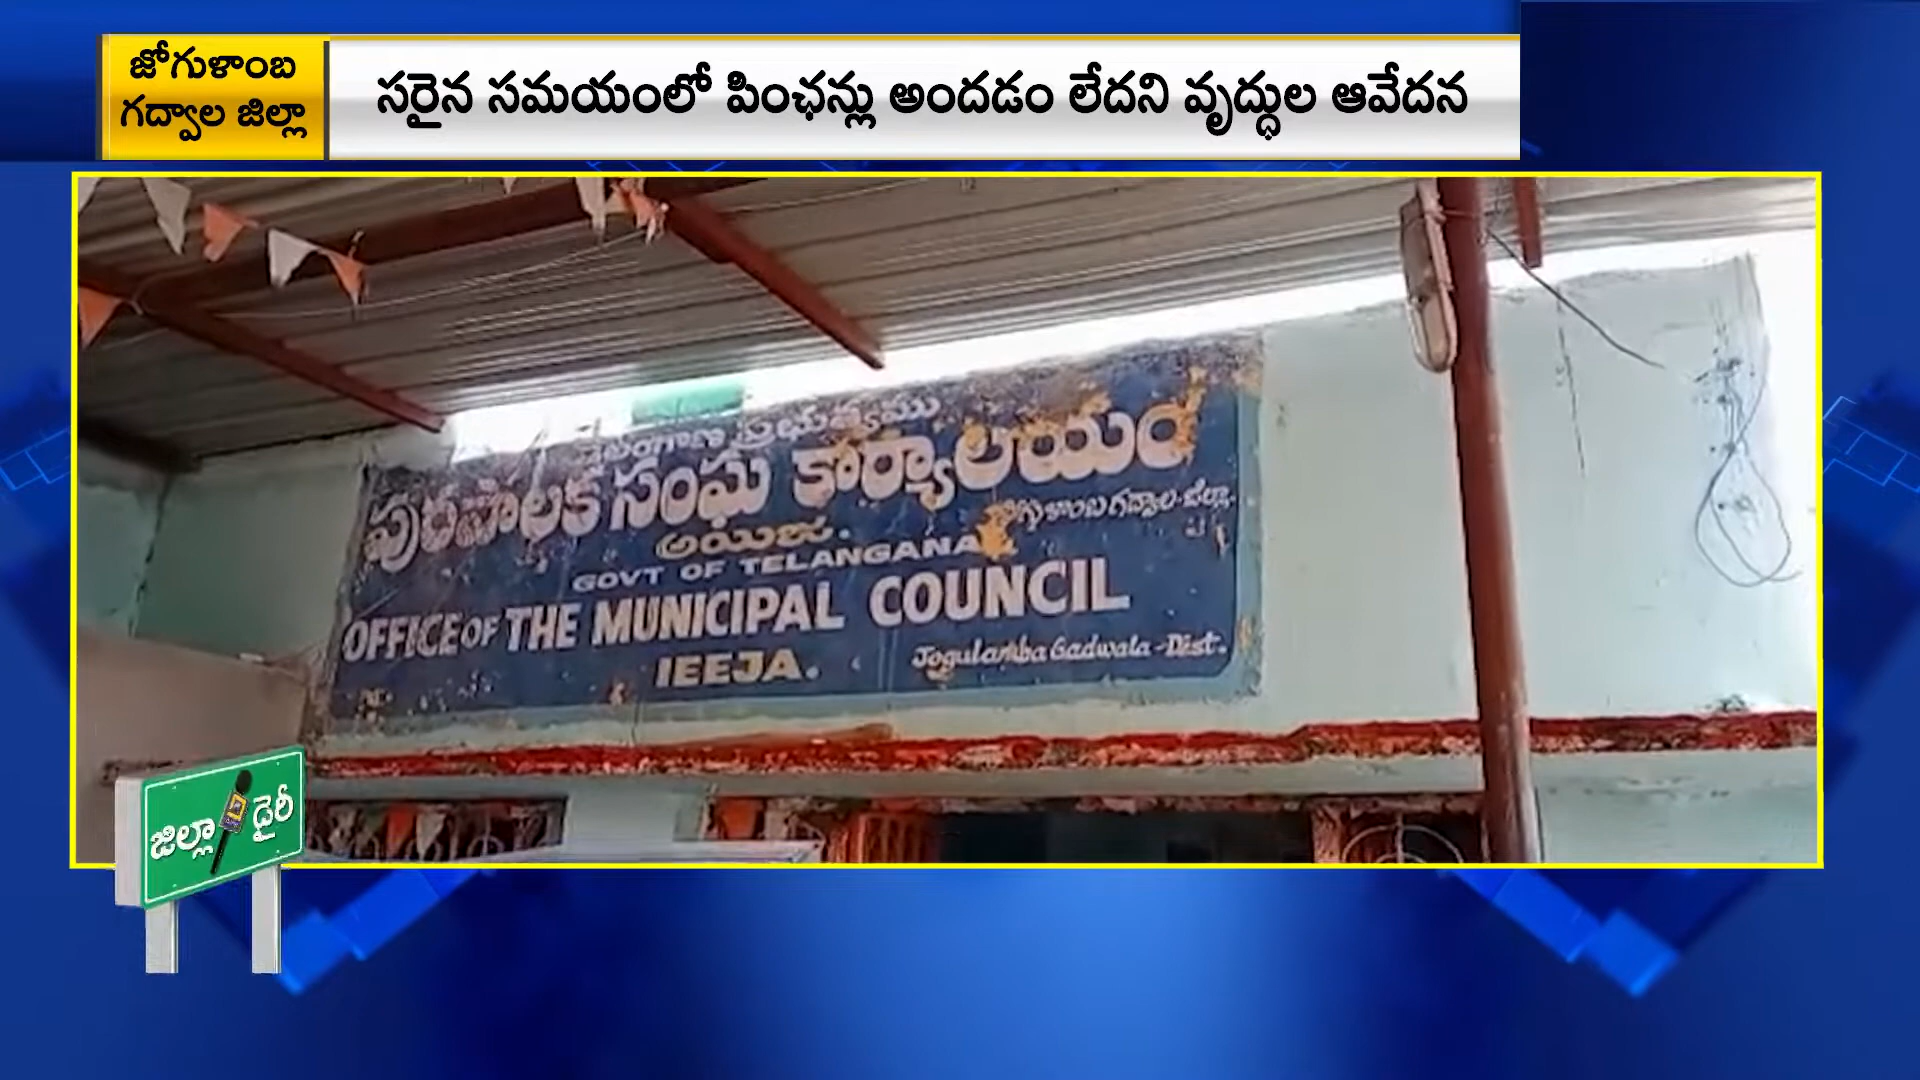 జోగుళాంబ
గద్వాల జిల్లా
సరైన సమయంలో పింఛన్లు అందడం లేదని వృద్ధుల ఆవేదన
తెలంగాణ ప్రభుత్వము
పురపాలక సంఘ కార్యాలయం
అయిజ.
జోగుళాంబ గద్వాల-జిల్లా.
GOVT OF TELANGANA
OFFICE OF THE MUNICIPAL COUNCIL
IEEJA.
Jogulamba Gadwala-Dist.
జిల్లా డైరీ